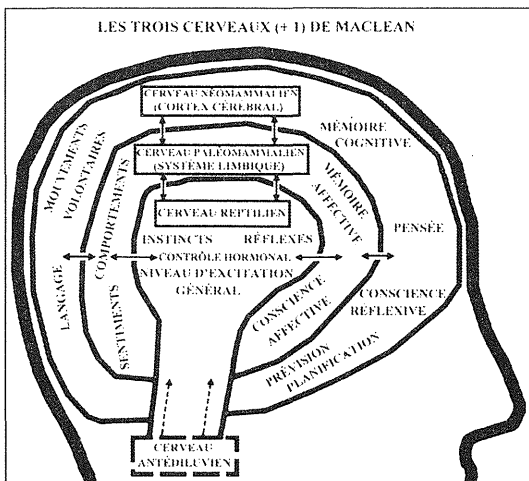 LES TROIS CERVEAUX (+ 1) DE MACLEAN
CERVEAU NÉOMAMMALIEN
(CORTEX CÉRÉBRAL)
CERVEAU PALÉOMAMMALIEN
(SYSTÈME LIMBIQUE)
CERVEAU REPTILIEN
INSTINCTS RÉFLEXES
CONTRÔLE HORMONAL
NIVEAU D'EXCITATION
GÉNÉRAL
MOUVEMENTS
VOLONTAIRES
LANGAGE
COMPORTEMENTS
SENTIMENTS
MÉMOIRE
COGNITIVE
MÉMOIRE
AFFECTIVE
PENSÉE
CONSCIENCE
AFFECTIVE
CONSCIENCE
RÉFLEXIVE
PRÉVISION
PLANIFICATION
CERVEAU
ANTÉDILUVIEN